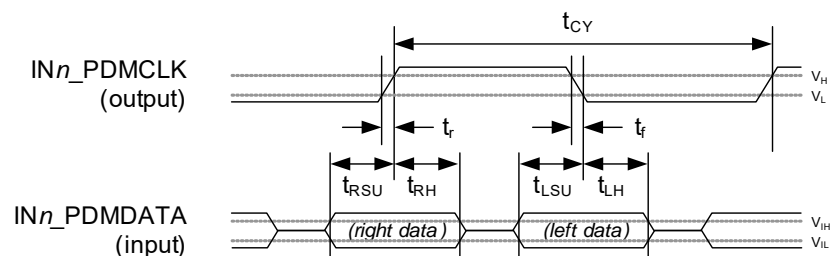 tCY
INn_PDMCLK
(output)
VH
VL
tr
tf
tRSU
tRH
tLSU
tLH
INn_PDMDATA
(input)
(right data)
(left data)
VIH
VIL